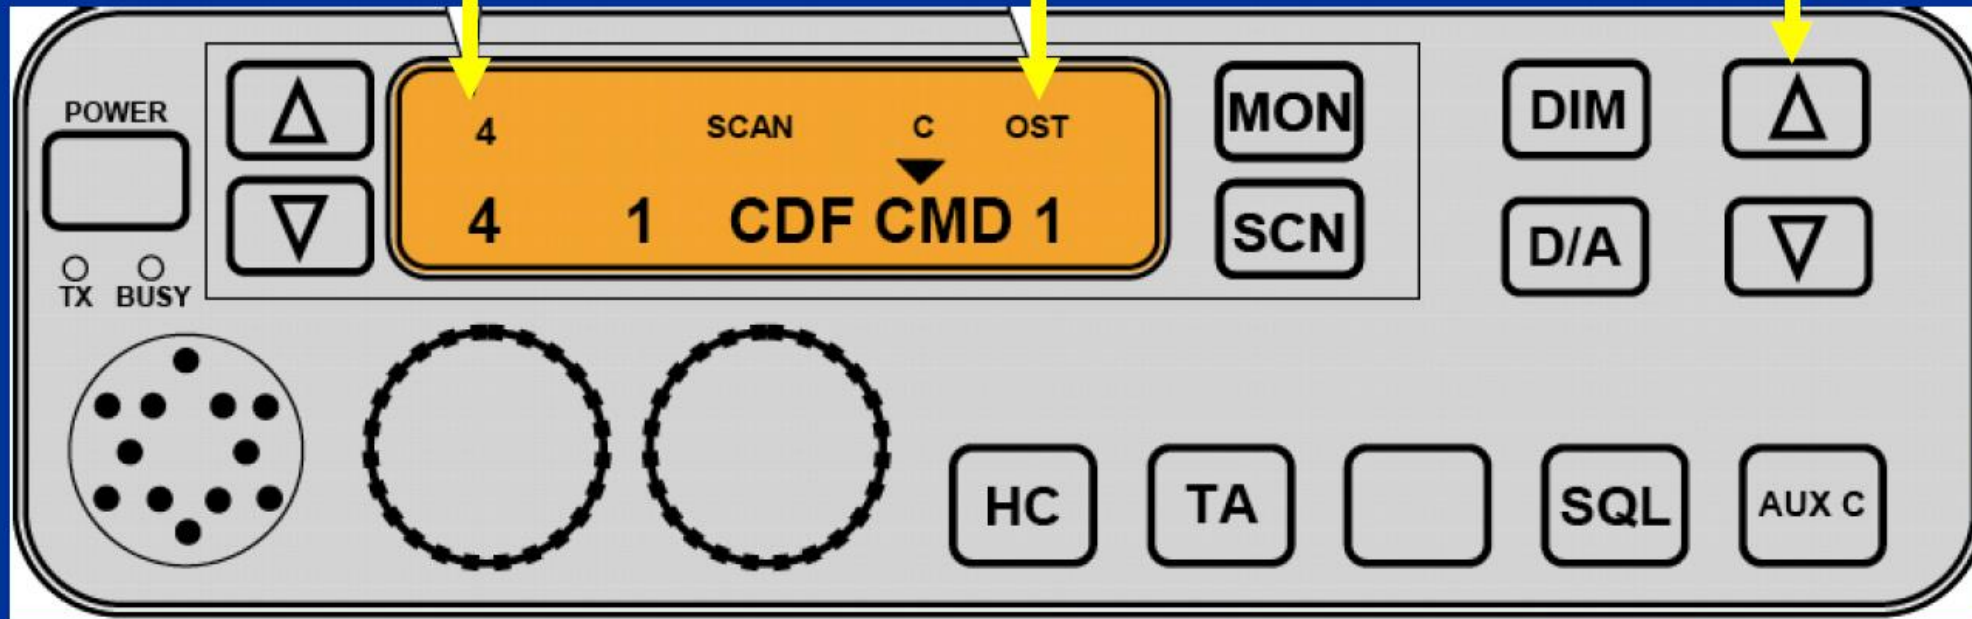 POWER
TX BUSY
4 SCAN C OST
4 1 CDF CMD 1
MON
SCN
DIM
D/A
HC
TA
SQL
AUX C